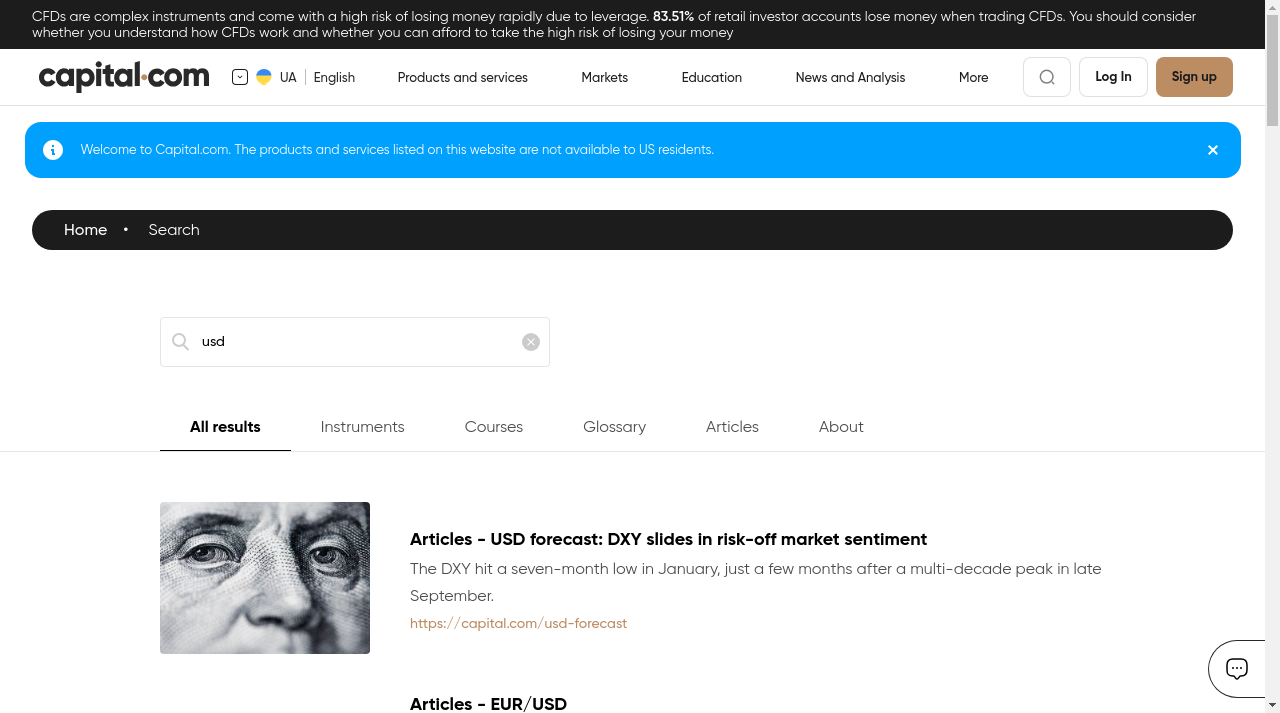 CFDs are complex instruments and come with a high risk of losing money rapidly due to leverage. 83.51% of retail investor accounts lose money when trading CFDs. You should consider
whether you understand how CFDs work and whether you can afford to take the high risk of losing your money
capital.com
UA English
Products and services
Markets
Education
News and Analysis
More
Log In
Sign up
Welcome to Capital.com. The products and services listed on this website are not available to US residents.
Home • Search
usd
All results
Instruments
Courses
Glossary
Articles
About
Articles - USD forecast: DXY slides in risk-off market sentiment
The DXY hit a seven-month low in January, just a few months after a multi-decade peak in late
September.
https://capital.com/usd-forecast
Articles - EUR/USD